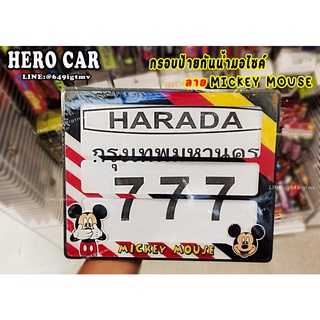 HERO CAR
LINE:@649igtmv
กรอบป้ายกันน้ำมอไซค์
ลาย MICKEY MOUSE
HARADA
กรุงเทพมหานคร
777
MICKEY MOUSE